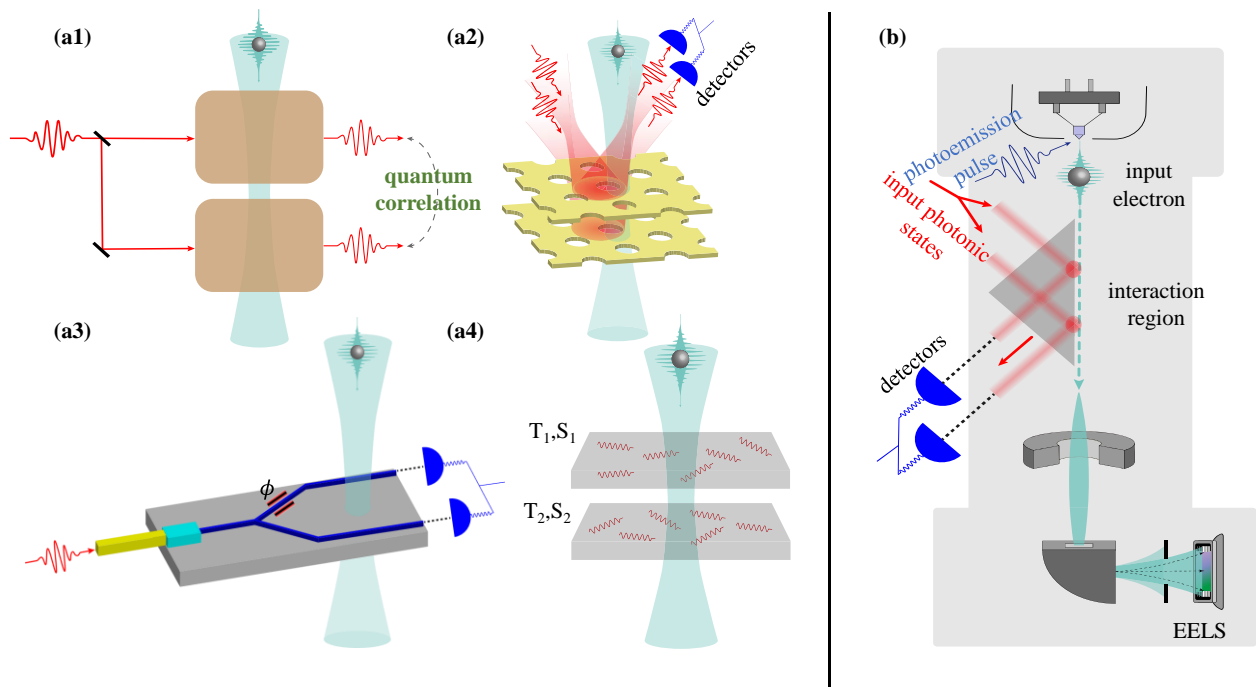 (a1)
quantum
correlation
(a2)
detectors
(a3)
ϕ
(a4)
T₁,S₁
T₂,S₂
(b)
photoemission
pulse
input photonic
states
input
electron
interaction
region
detectors
EELS